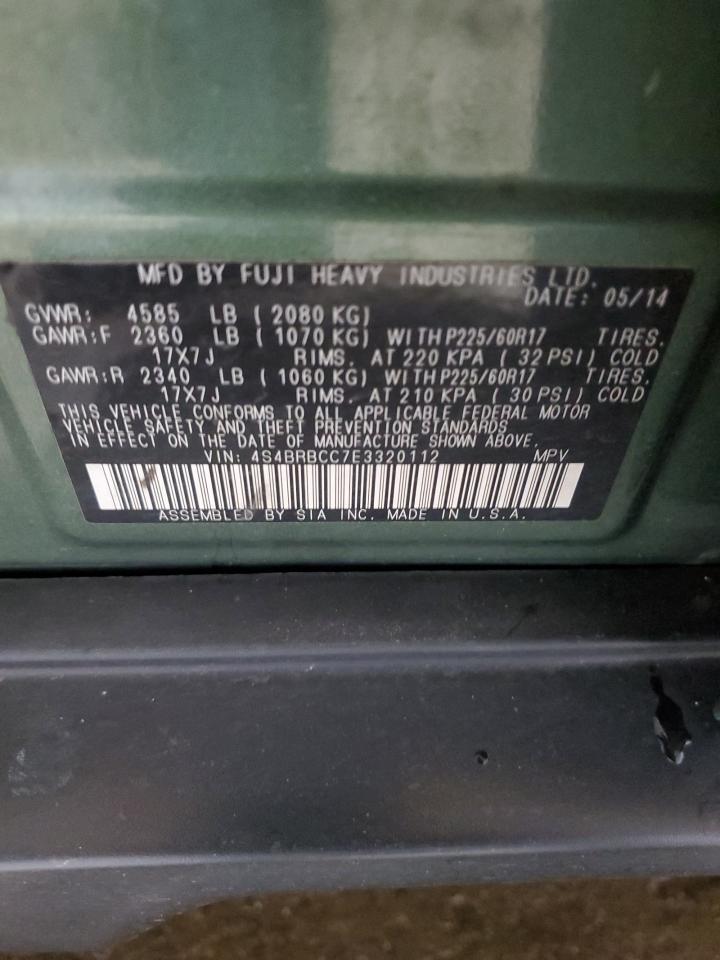 MFD BY FUJI HEAVY INDUSTRIES LTD.
DATE: 05/14
GVWR: 4585 LB ( 2080 KG)
GAWR:F 2360 LB ( 1070 KG) WITH P225/60R17 TIRES.
17X7J RIMS. AT 220 KPA ( 32 PSI) COLD
GAWR:R 2340 LB ( 1060 KG) WITH P225/60R17 TIRES.
17X7J RIMS. AT 210 KPA ( 30 PSI) COLD
THIS VEHICLE CONFORMS TO ALL APPLICABLE FEDERAL MOTOR
VEHICLE SAFETY AND THEFT PREVENTION STANDARDS
IN EFFECT ON THE DATE OF MANUFACTURE SHOWN ABOVE.
VIN: 4S4BRBCC7E3320112 MPV
ASSEMBLED BY SIA INC. MADE IN U.S.A.